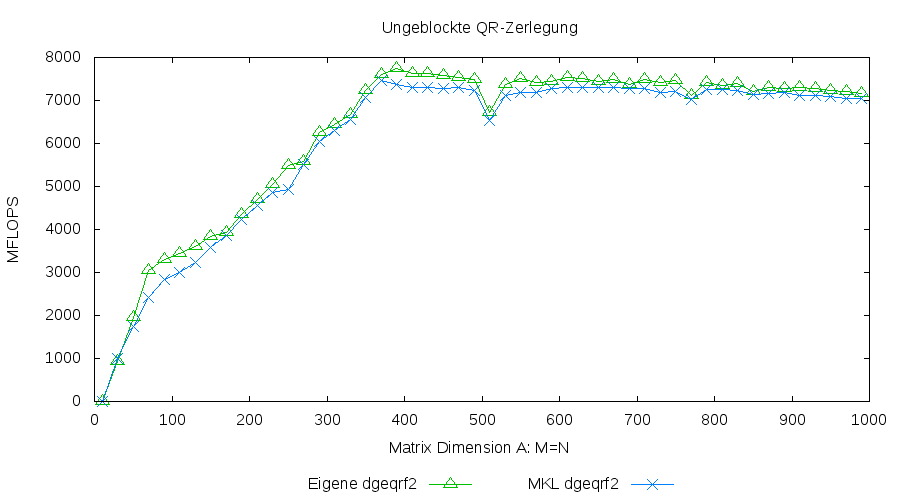 Ungeblockte QR-Zerlegung
8000
7000
6000
5000
4000
3000
2000
1000
0
MFLOPS
0 100 200 300 400 500 600 700 800 900 1000
Matrix Dimension A: M=N
Eigene dgeqrf2 MKL dgeqrf2